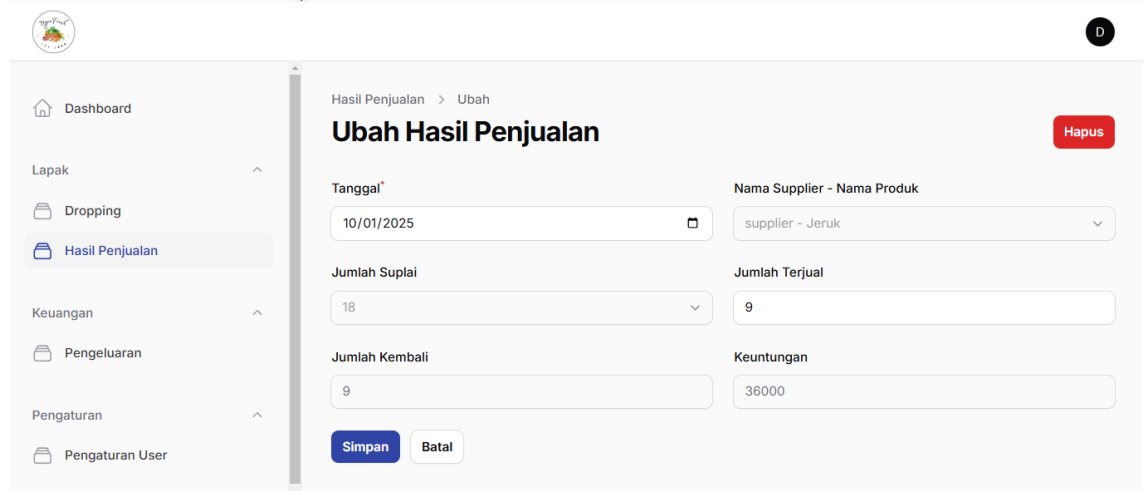 D
Dashboard
Lapak
Dropping
Hasil Penjualan
Keuangan
Pengeluaran
Pengaturan
Pengaturan User
Hasil Penjualan > Ubah
Ubah Hasil Penjualan
Hapus
Tanggal*
10/01/2025
Nama Supplier - Nama Produk
supplier - Jeruk
Jumlah Suplai
18
Jumlah Terjual
9
Jumlah Kembali
9
Keuntungan
36000
Simpan
Batal